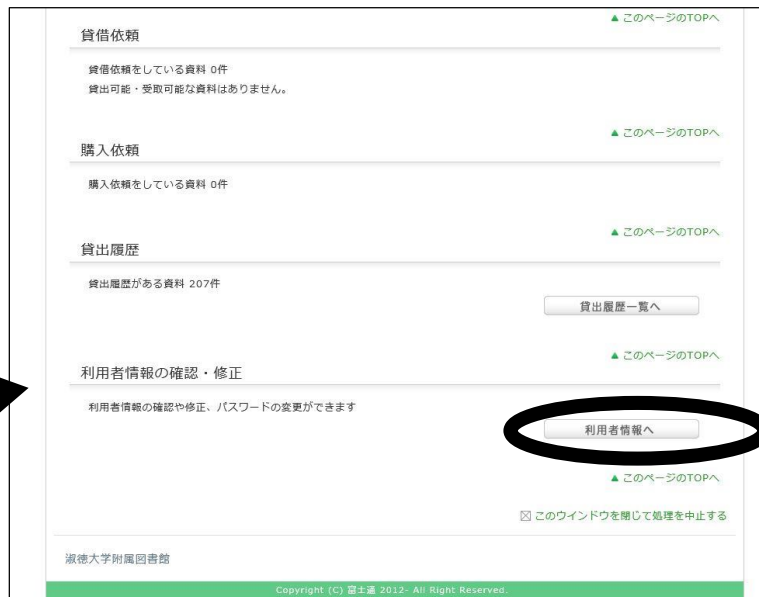 ▲ このページのTOPへ
貸借依頼
貸借依頼をしている資料 0件
貸出可能・受取可能な資料はありません。
▲ このページのTOPへ
購入依頼
購入依頼をしている資料 0件
▲ このページのTOPへ
貸出履歴
貸出履歴がある資料 207件
貸出履歴一覧へ
▲ このページのTOPへ
利用者情報の確認・修正
利用者情報の確認や修正、パスワードの変更ができます
利用者情報へ
▲ このページのTOPへ
このウインドウを閉じて処理を中止する
淑徳大学附属図書館
Copyright (C) 富士通 2012- All Right Reserved.